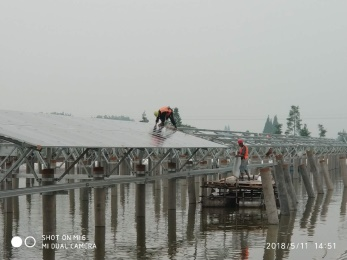 SHOT ON MI 6
MI DUAL CAMERA
2018/5/11 14:51